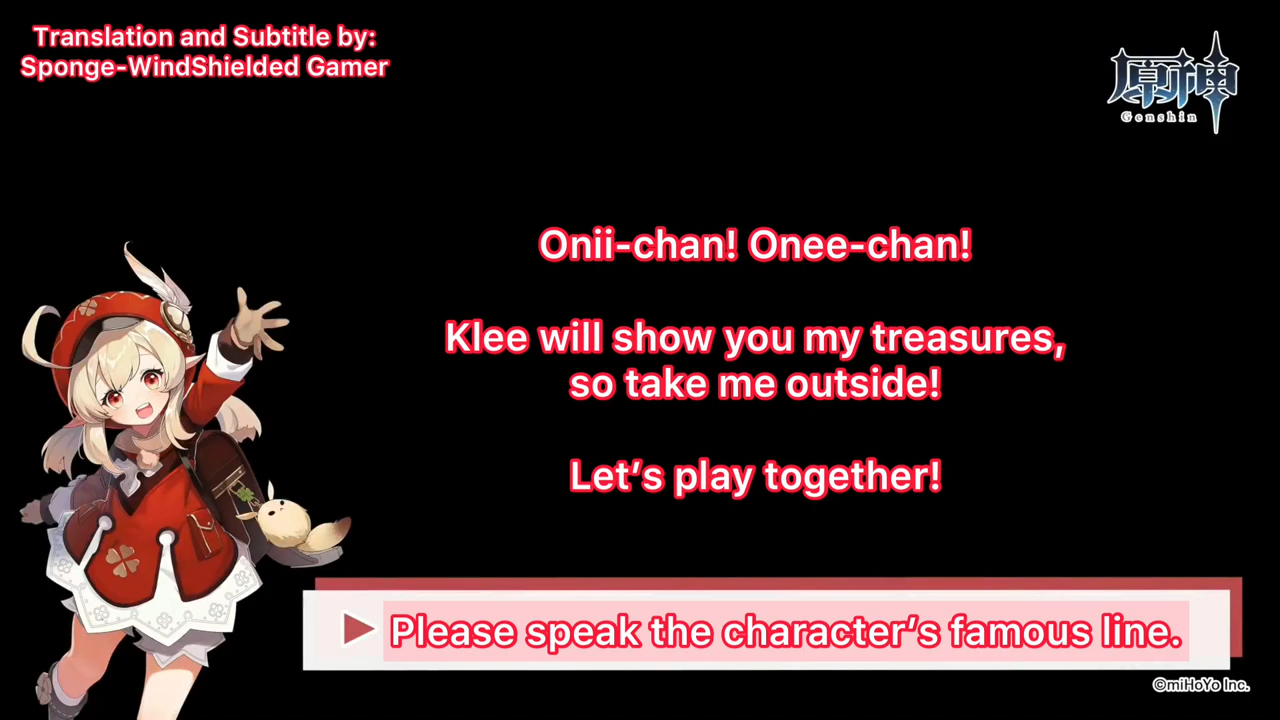 Translation and Subtitle by:
Sponge-WindShielded Gamer
原神
Genshin
Onii-chan! Onee-chan!
Klee will show you my treasures,
so take me outside!
Let’s play together!
Please speak the character’s famous line.
©miHoYo Inc.